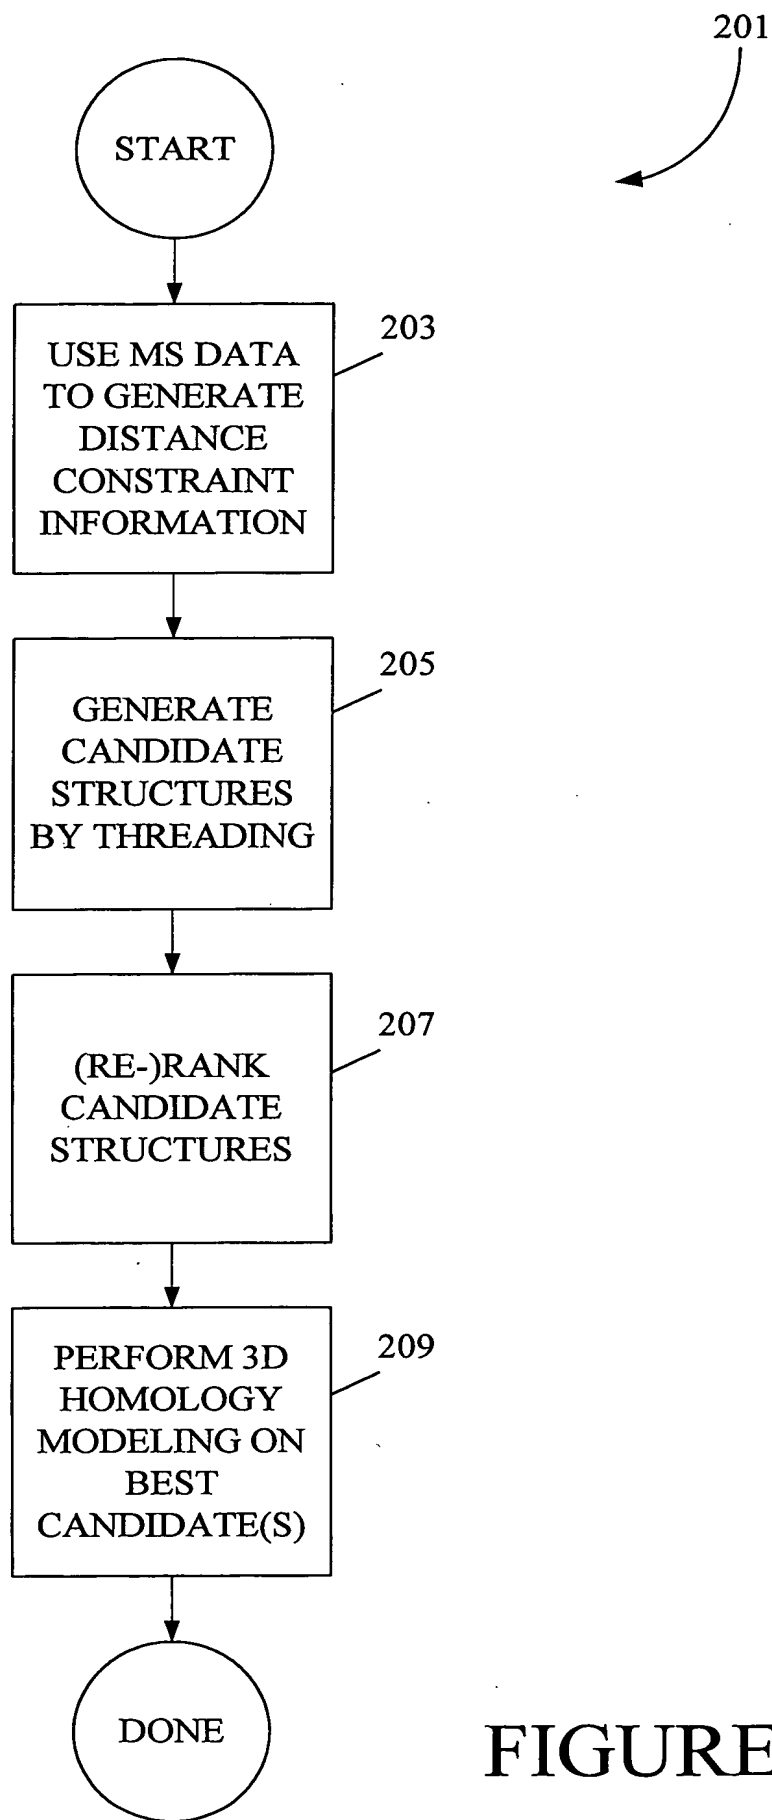 201
START
203
USE MS DATA
TO GENERATE
DISTANCE
CONSTRAINT
INFORMATION
205
GENERATE
CANDIDATE
STRUCTURES
BY THREADING
207
(RE-)RANK
CANDIDATE
STRUCTURES
209
PERFORM 3D
HOMOLOGY
MODELING ON
BEST
CANDIDATE(S)
DONE
FIGURE